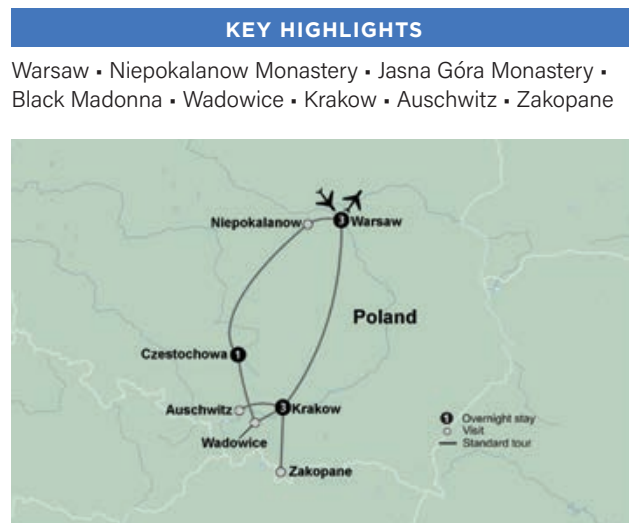 KEY HIGHLIGHTS
Warsaw • Niepokalanow Monastery • Jasna Góra Monastery •
Black Madonna • Wadowice • Krakow • Auschwitz • Zakopane
Niepokalanow
3 Warsaw
Poland
Czestochowa 1
Auschwitz
3 Krakow
Wadowice
Zakopane
1 Overnight stay
Visit
Standard tour